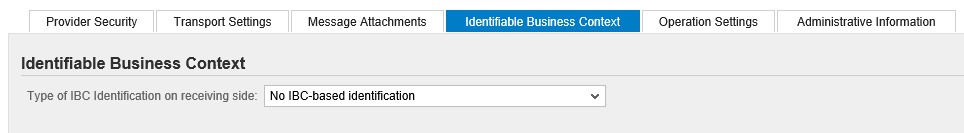 Provider Security Transport Settings Message Attachments Identifiable Business Context Operation Settings Administrative Information
Identifiable Business Context
Type of IBC Identification on receiving side: No IBC-based identification